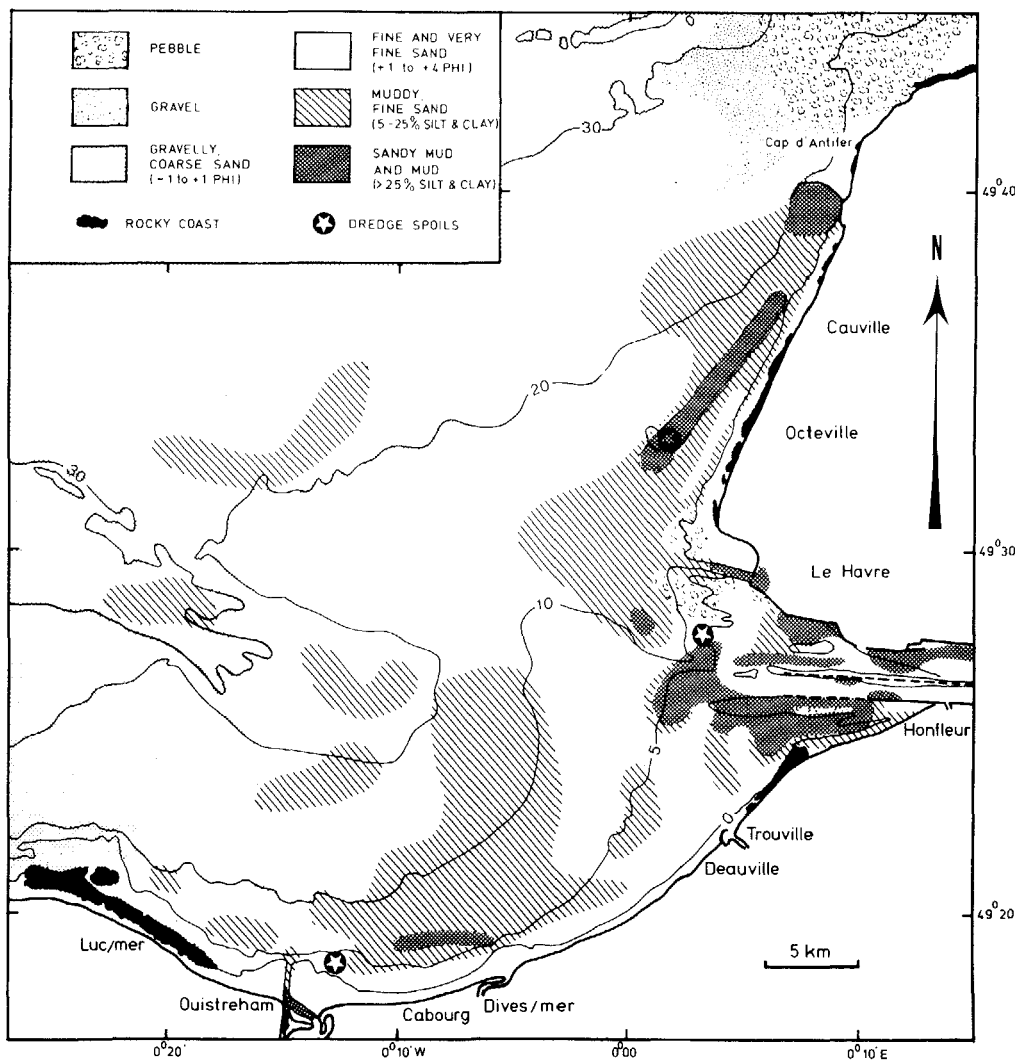 PEBBLE
GRAVEL
GRAVELLY,
COARSE SAND
(-1 to +1 PHI)
ROCKY COAST
FINE AND VERY
FINE SAND
(+1 to +4 PHI)
MUDDY,
FINE SAND
(5-25% SILT & CLAY)
SANDY MUD
AND MUD
(>25% SILT & CLAY)
DREDGE SPOILS
30
Cap d'Antifer
49°40
N
Cauville
20
Octeville
30
49°30
Le Havre
10
Honfleur
5
0
Trouville
Deauville
49°20
Luc/mer
5 km
Ouistreham
Cabourg
Dives/mer
0°20'
0°10'W
0°00
0°10'E